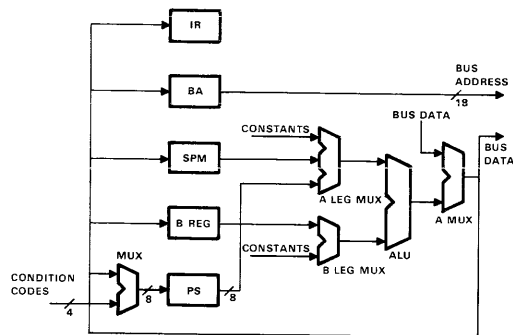 IR
BA
BUS
ADDRESS
18
BUS DATA
BUS
DATA
CONSTANTS
SPM
A LEG MUX
A MUX
B REG
CONSTANTS
B LEG MUX
ALU
MUX
CONDITION
CODES
4
8
PS
8